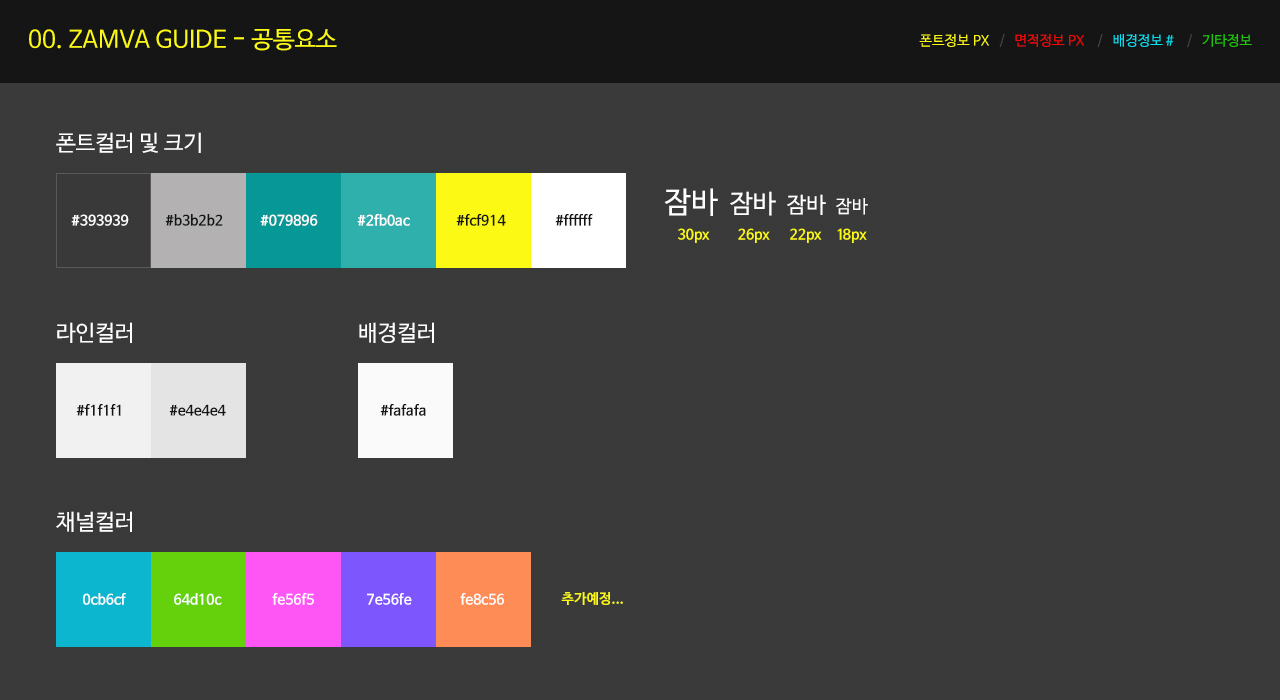 00. ZAMVA GUIDE - 공통요소
폰트정보 PX / 면적정보 PX / 배경정보 # / 기타정보
폰트컬러 및 크기
#393939 #b3b2b2 #079896 #2fb0ac #fcf914 #ffffff
잠바 잠바 잠바 잠바
30px 26px 22px 18px
라인컬러 배경컬러
#f1f1f1 #e4e4e4 #fafafa
채널컬러
0cb6cf 64d10c fe56f5 7e56fe fe8c56 추가예정...